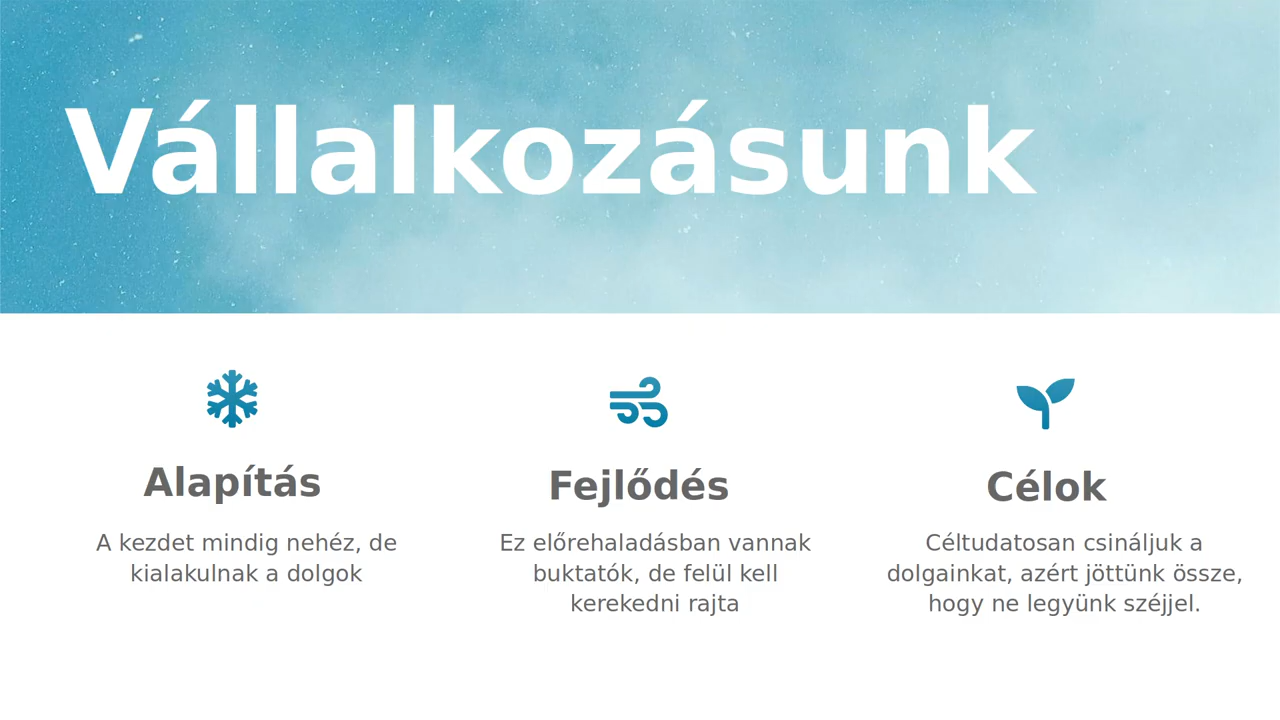 Vállalkozásunk
Alapítás
A kezdet mindig nehéz, de
kialakulnak a dolgok
Fejlődés
Ez előrehaladásban vannak
buktatók, de felül kell
kerekedni rajta
Célok
Céltudatosan csináljuk a
dolgainkat, azért jöttünk össze,
hogy ne legyünk széjjel.